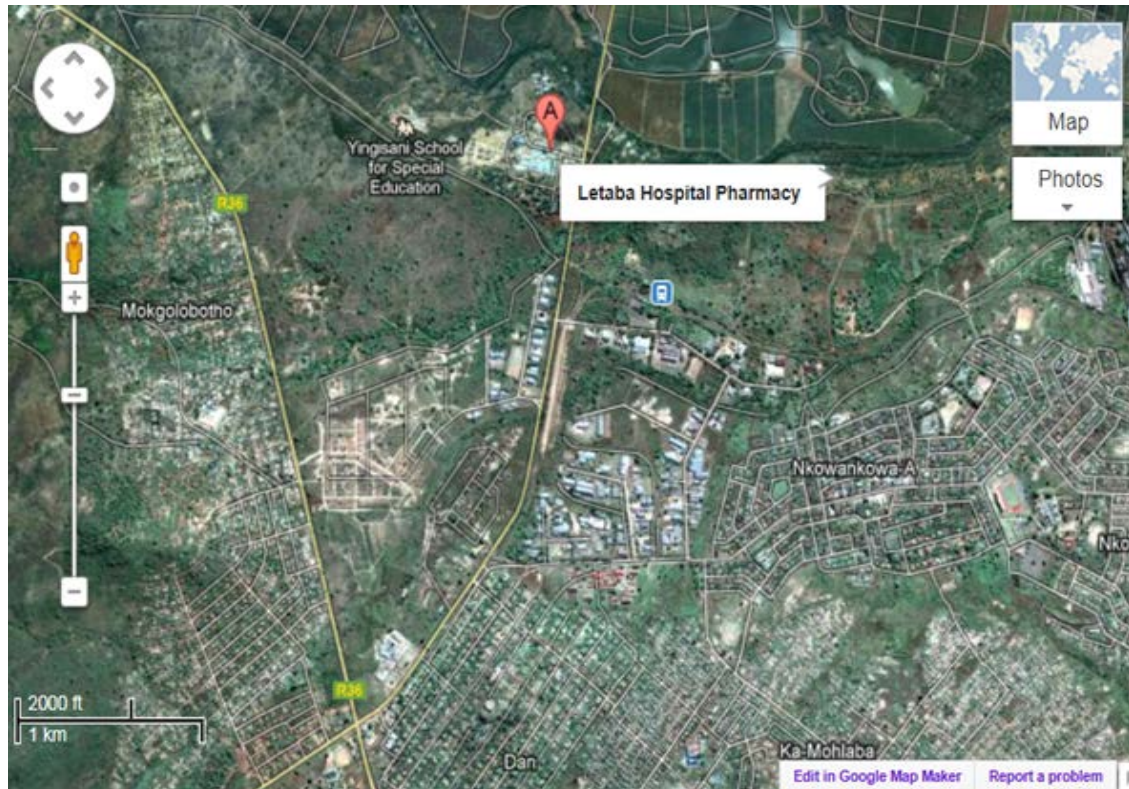 A
Map
Yingisani School
for Special
Education
Photos
Letaba Hospital Pharmacy
R36
Mokgolobotho
Nkowankowa-A
Nko
R36
2000 ft
1 km
Dan
Ka-Mohlaba
Edit in Google Map Maker
Report a problem